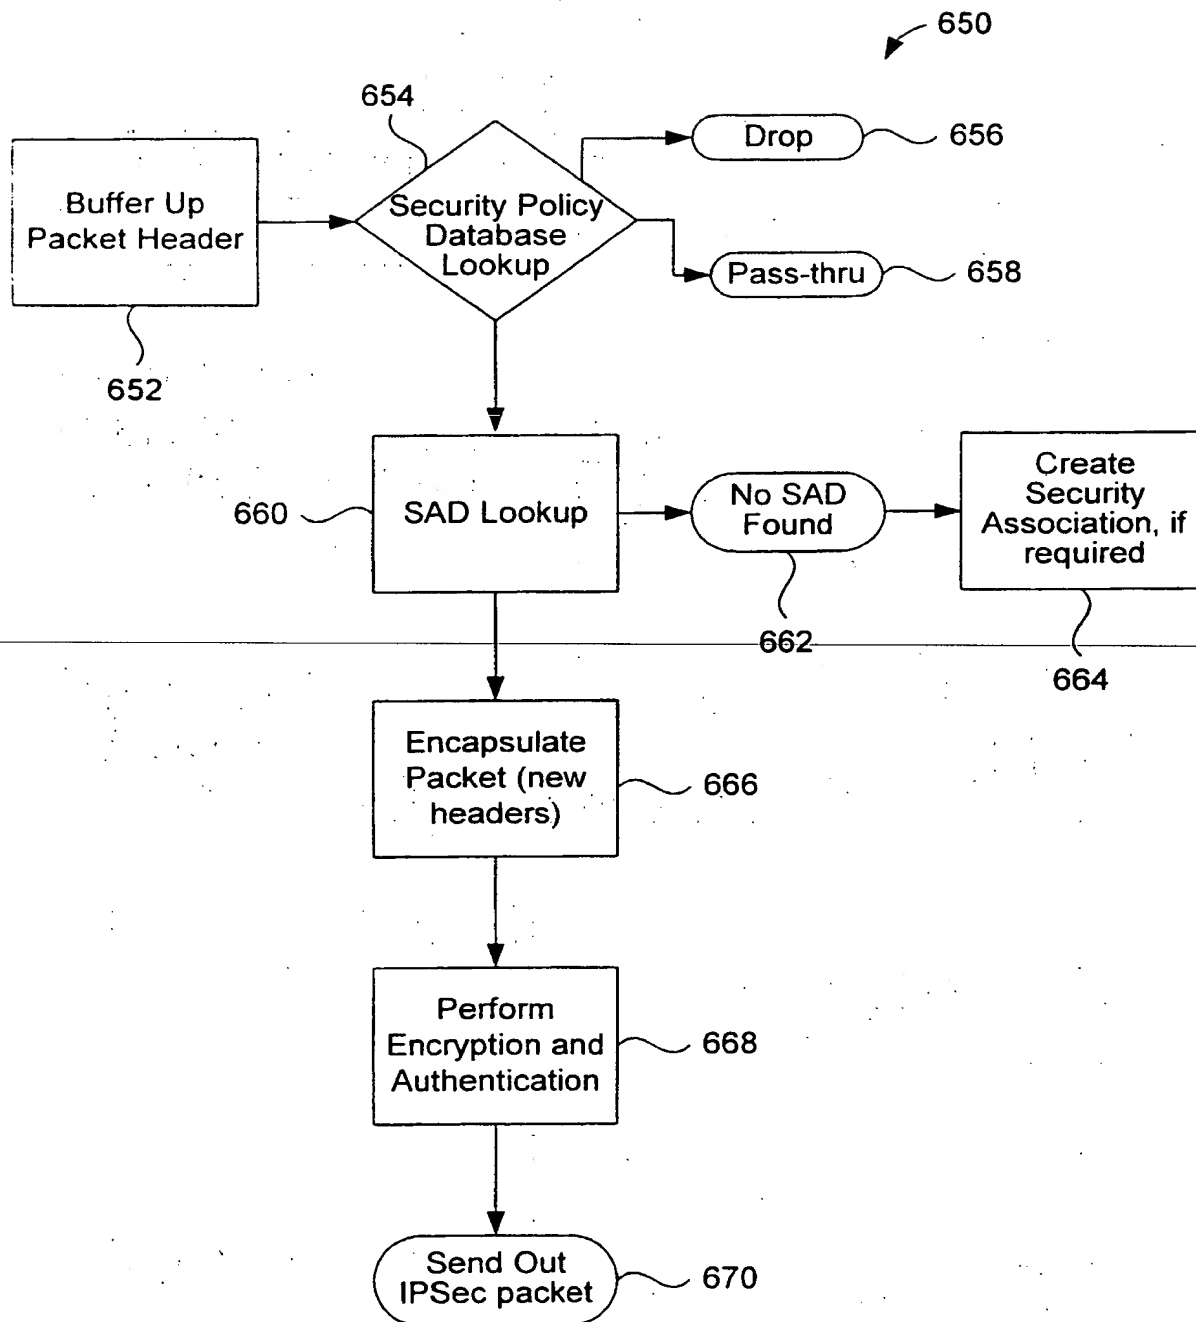 650
654
Drop
656
Buffer Up
Packet Header
Security Policy
Database
Lookup
Pass-thru
658
652
660
SAD Lookup
No SAD
Found
Create
Security
Association, if
required
662
664
Encapsulate
Packet (new
headers)
666
Perform
Encryption and
Authentication
668
Send Out
IPSec packet
670